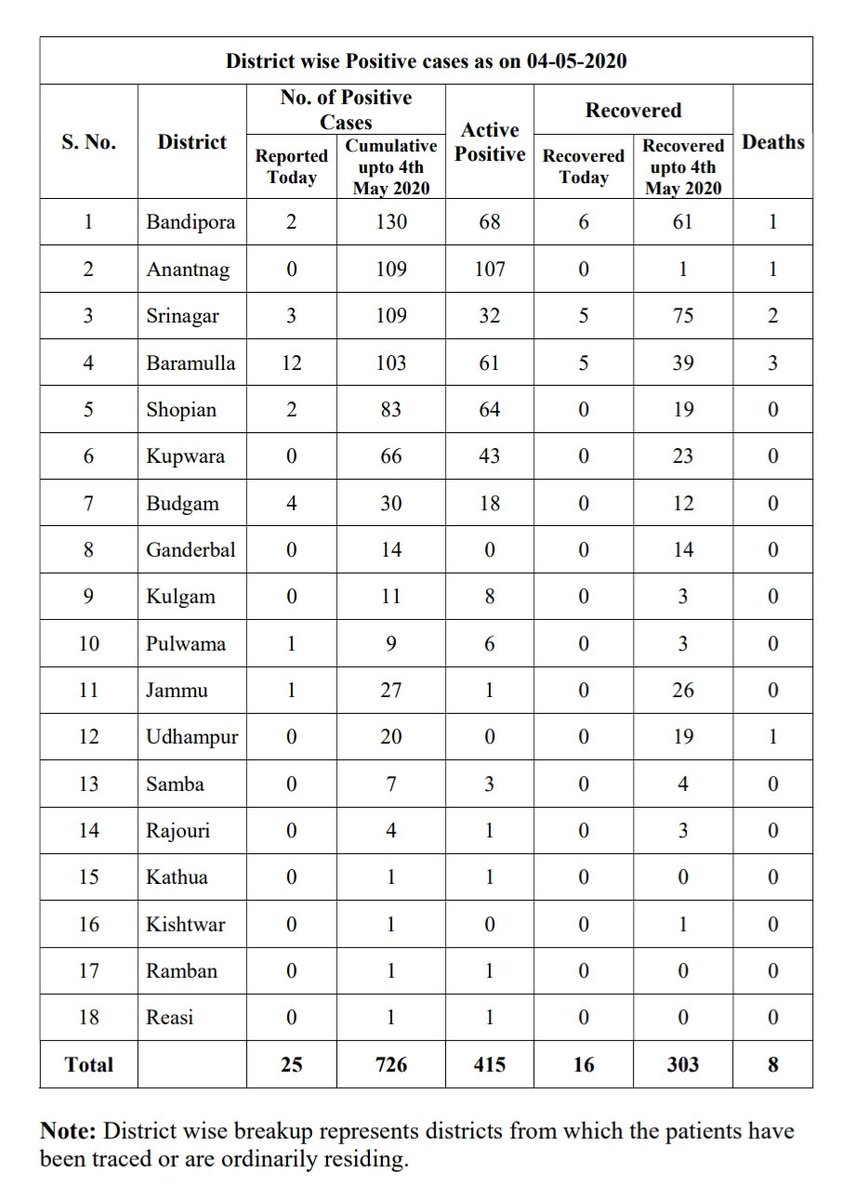 District wise Positive cases as on 04-05-2020
S. No. District No. of Positive Cases Active Positive Recovered Deaths
Reported Today Cumulative upto 4th May 2020 Recovered Today Recovered upto 4th May 2020
1 Bandipora 2 130 68 6 61 1
2 Anantnag 0 109 107 0 1 1
3 Srinagar 3 109 32 5 75 2
4 Baramulla 12 103 61 5 39 3
5 Shopian 2 83 64 0 19 0
6 Kupwara 0 66 43 0 23 0
7 Budgam 4 30 18 0 12 0
8 Ganderbal 0 14 0 0 14 0
9 Kulgam 0 11 8 0 3 0
10 Pulwama 1 9 6 0 3 0
11 Jammu 1 27 1 0 26 0
12 Udhampur 0 20 0 0 19 1
13 Samba 0 7 3 0 4 0
14 Rajouri 0 4 1 0 3 0
15 Kathua 0 1 1 0 0 0
16 Kishtwar 0 1 0 0 1 0
17 Ramban 0 1 1 0 0 0
18 Reasi 0 1 1 0 0 0
Total 25 726 415 16 303 8
Note: District wise breakup represents districts from which the patients have
been traced or are ordinarily residing.